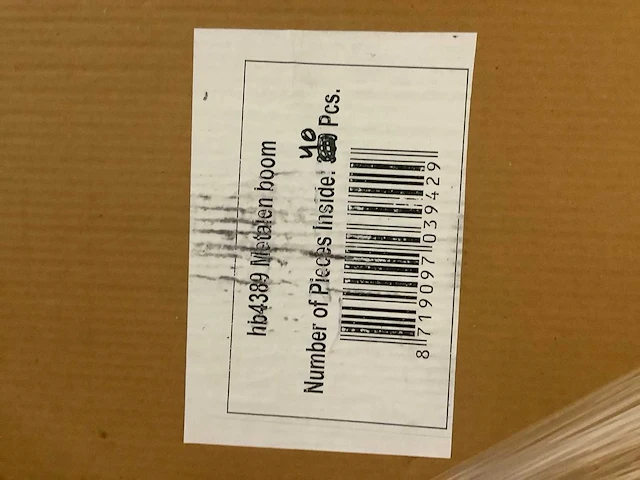 hb4389 Metalen boom
Number of Pieces Inside: 40 Pcs.
8 719097 039429